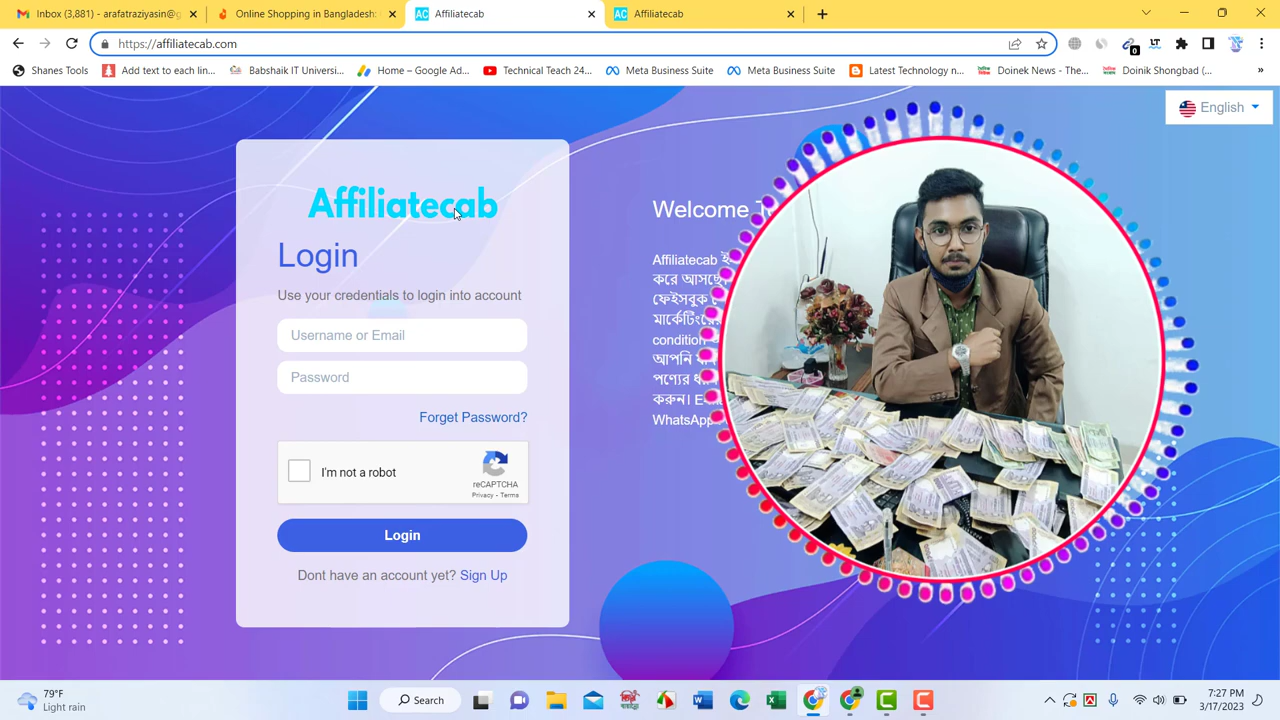 Inbox (3,881) - arafatraziyasin@g
Online Shopping in Bangladesh:
Affiliatecab
Affiliatecab
https://affiliatecab.com
Shanes Tools
Add text to each lin...
Babshaik IT Universi...
Home – Google Ad...
Technical Teach 24...
Meta Business Suite
Meta Business Suite
Latest Technology n...
Doinek News - The...
Doinik Shongbad (...
»
English
Affiliatecab
Login
Use your credentials to login into account
Username or Email
Password
Forget Password?
I'm not a robot
reCAPTCHA
Privacy - Terms
Login
Dont have an account yet? Sign Up
Welcome
Affiliatecab
করে আসছে
ফেইসবুক
মার্কেটিংয়ের
condition
আপনি
পণ্যের
করুন।
WhatsApp
79°F
Light rain
Search
7:27 PM
3/17/2023